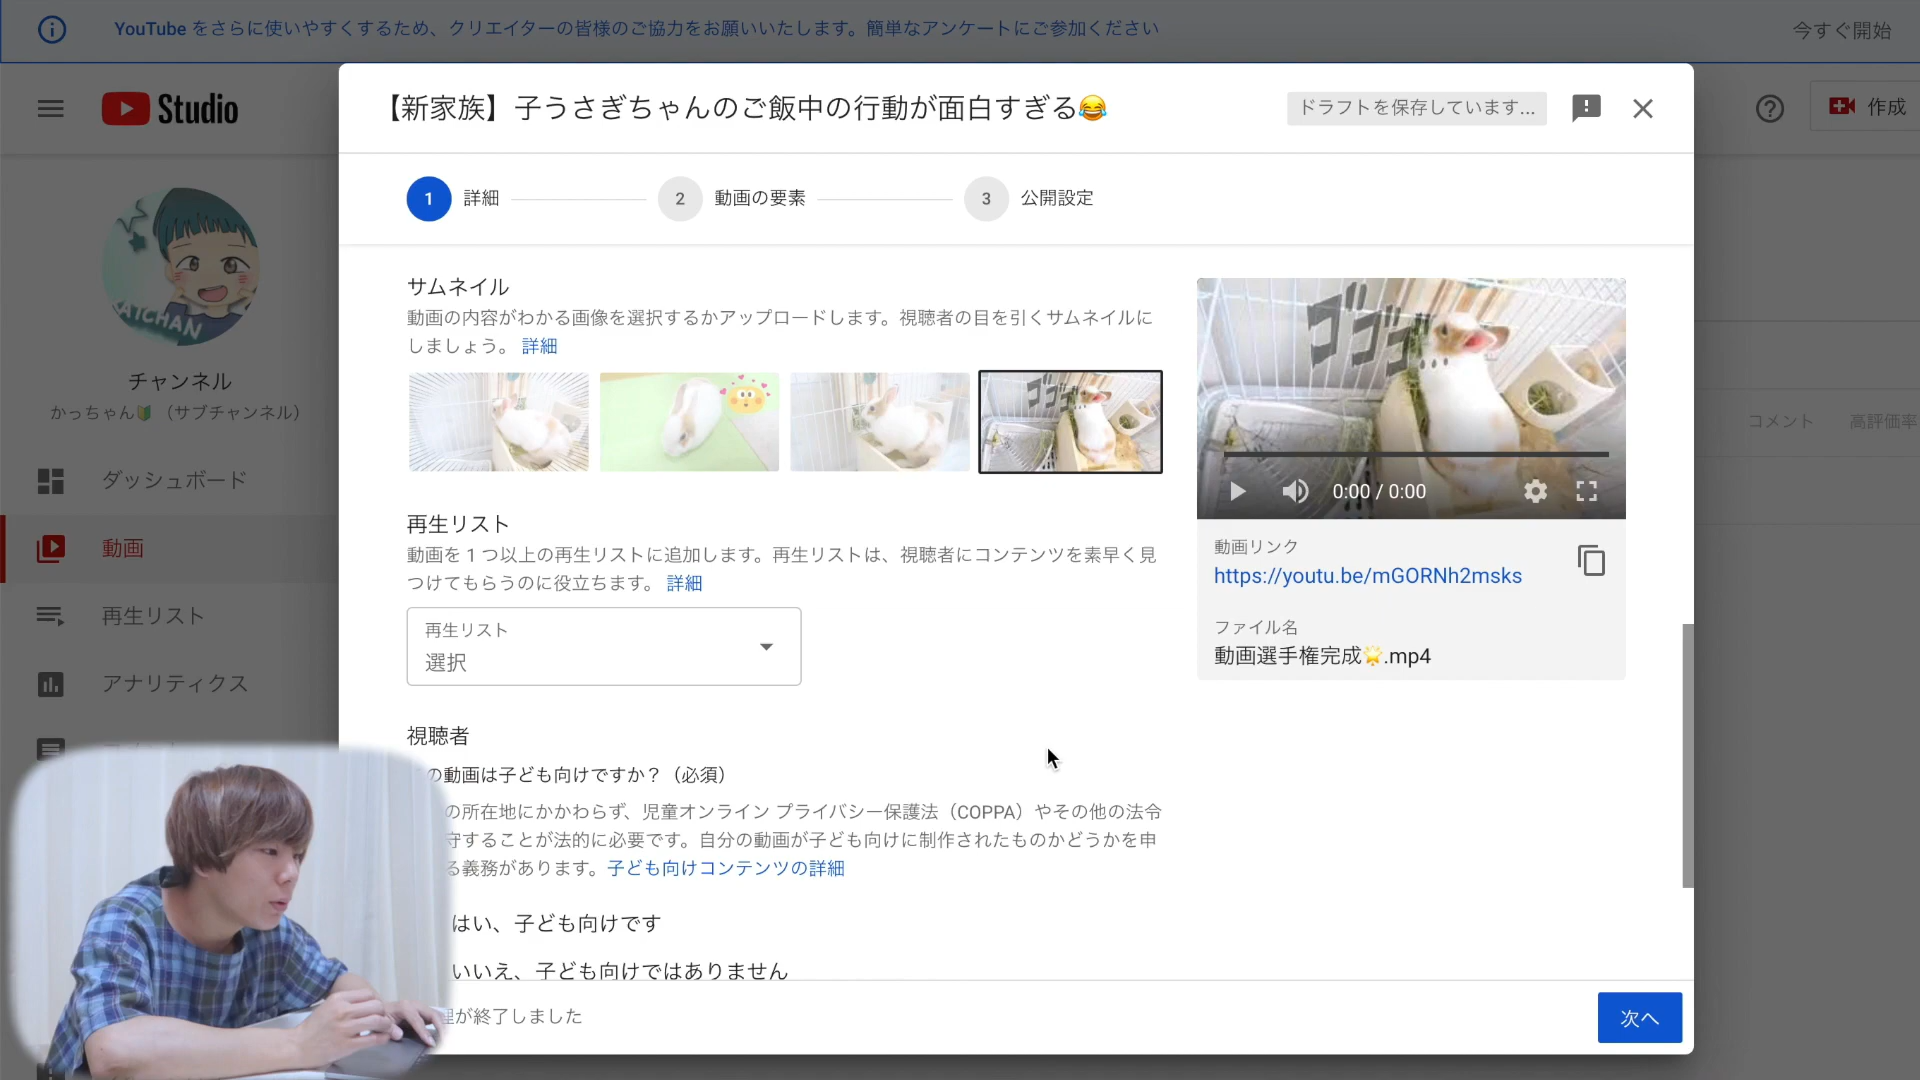 YouTube をさらに使いやすくするため、クリエイターの皆様のご協力をお願いいたします。簡単なアンケートにご参加ください
今すぐ開始
Studio
【新家族】子うさぎちゃんのご飯中の行動が面白すぎる😂
ドラフトを保存しています...
作成
1 詳細
2 動画の要素
3 公開設定
ATCHAN
チャンネル
かっちゃん🔰（サブチャンネル）
ダッシュボード
動画
再生リスト
アナリティクス
サムネイル
動画の内容がわかる画像を選択するかアップロードします。視聴者の目を引くサムネイルに
しましょう。 詳細
再生リスト
動画を 1 つ以上の再生リストに追加します。再生リストは、視聴者にコンテンツを素早く見
つけてもらうのに役立ちます。 詳細
再生リスト
選択
視聴者
の動画は子ども向けですか？（必須）
の所在地にかかわらず、児童オンライン プライバシー保護法（COPPA）やその他の法令
守することが法的に必要です。自分の動画が子ども向けに制作されたものかどうかを申
る義務があります。子ども向けコンテンツの詳細
はい、子ども向けです
いいえ、子ども向けではありません
理が終了しました
次へ
0:00 / 0:00
動画リンク
https://youtu.be/mGORNh2msks
ファイル名
動画選手権完成🌟.mp4
コメント
高評価率